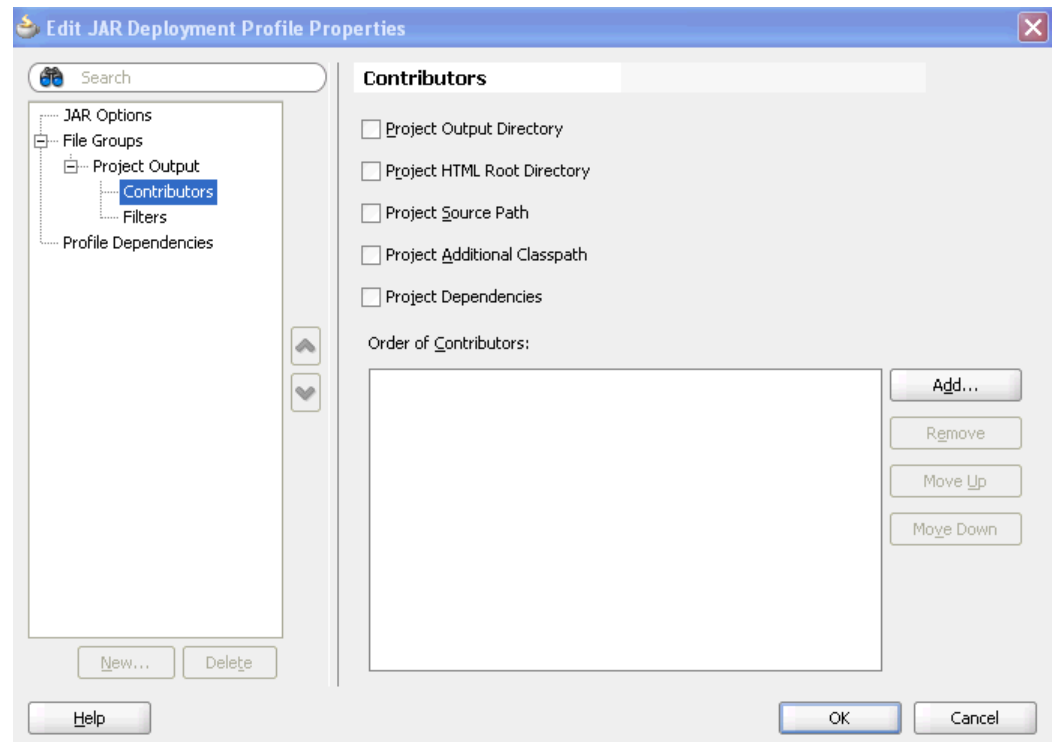 Edit JAR Deployment Profile Properties
Search
JAR Options
File Groups
Project Output
Contributors
Filters
Profile Dependencies
New...
Delete
Contributors
Project Output Directory
Project HTML Root Directory
Project Source Path
Project Additional Classpath
Project Dependencies
Order of Contributors:
Add...
Remove
Move Up
Move Down
Help
OK
Cancel